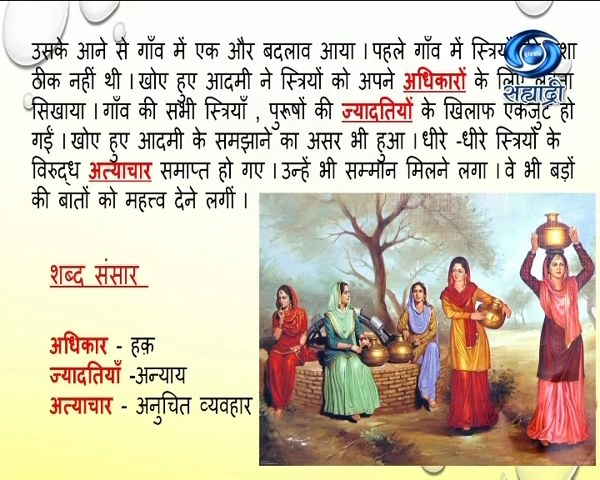 उसके आने से गाँव में एक और बदलाव आया । पहले गाँव में स्त्रियों
ठीक नहीं थी । खोए हुए आदमी ने स्त्रियों को अपने अधिकारों के लिए लड़ना
सिखाया । गाँव की सभी स्त्रियाँ , पुरूषों की ज्यादतियों के खिलाफ एकजुट हो
गईं । खोए हुए आदमी के समझाने का असर भी हुआ । धीरे -धीरे स्त्रियों के
विरुद्ध अत्याचार समाप्त हो गए । उन्हें भी सम्मान मिलने लगा । वे भी बड़ों
की बातों को महत्त्व देने लगीं ।
सह्याद्री
शब्द संसार
अधिकार - हक़
ज्यादतियाँ -अन्याय
अत्याचार - अनुचित व्यवहार